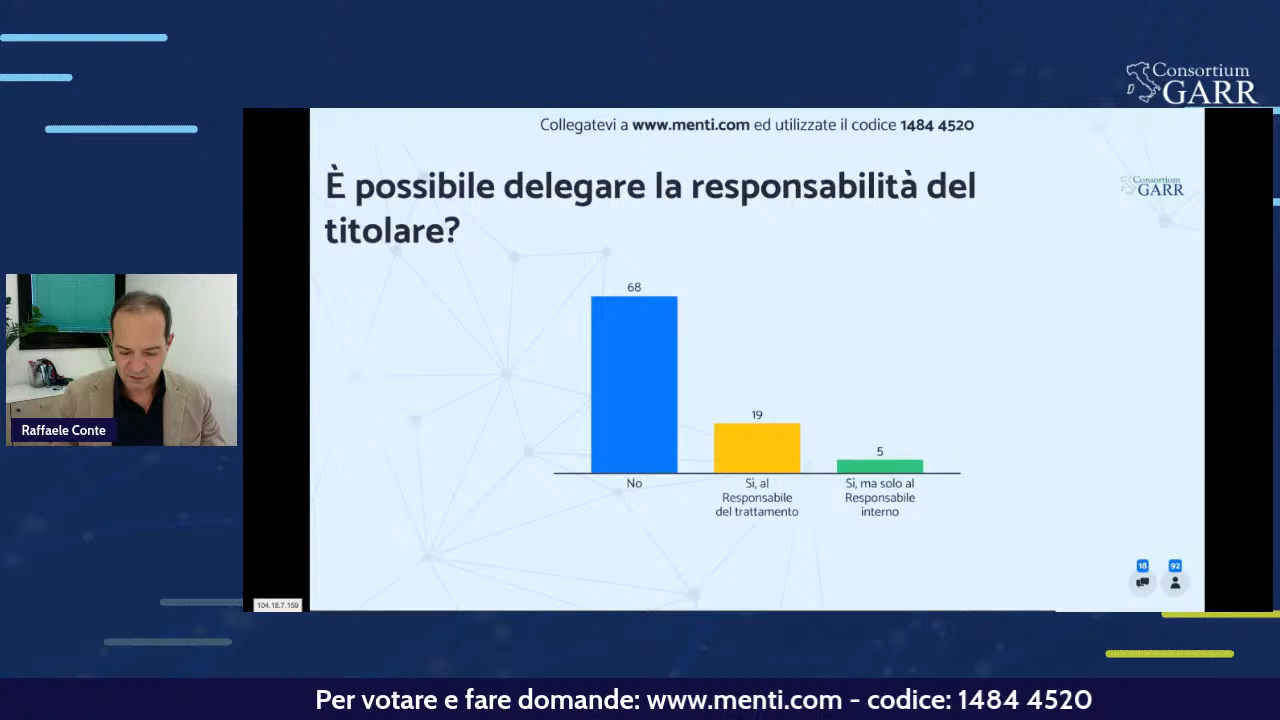 Consortium
GARR
Collegatevi a www.menti.com ed utilizzate il codice 1484 4520
È possibile delegare la responsabilità del
titolare?
Consortium
GARR
68
19
5
No
Sì, al
Responsabile
del trattamento
Sì, ma solo al
Responsabile
interno
Raffaele Conte
18
92
104.18.7.159
Per votare e fare domande: www.menti.com - codice: 1484 4520